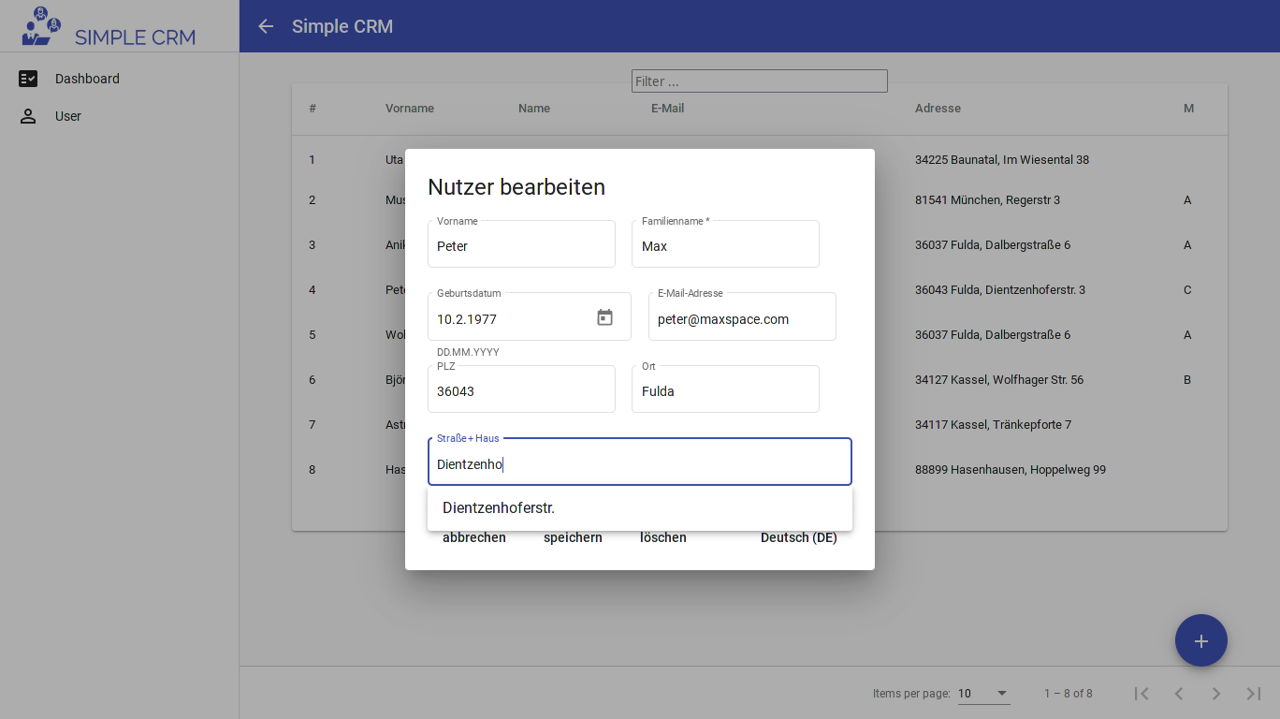 SIMPLE CRM
Simple CRM
Dashboard
User
Filter ...
# Vorname Name E-Mail Adresse M
1 Uta 34225 Baunatal, Im Wiesental 38
2 Mus 81541 München, Regerstr 3 A
3 Anik 36037 Fulda, Dalbergstraße 6 A
4 Pete 36043 Fulda, Dientzenhoferstr. 3 C
5 Wol 36037 Fulda, Dalbergstraße 6 A
6 Björ 34127 Kassel, Wolfhager Str. 56 B
7 Astr 34117 Kassel, Tränkepforte 7
8 Has 88899 Hasenhausen, Hoppelweg 99
Nutzer bearbeiten
Vorname Familienname *
Peter Max
Geburtsdatum E-Mail-Adresse
10.2.1977 peter@maxspace.com
DD.MM.YYYY
PLZ Ort
36043 Fulda
Straße + Haus
Dientzenho
Dientzenhoferstr.
abbrechen speichern löschen Deutsch (DE)
Items per page: 10 1 – 8 of 8